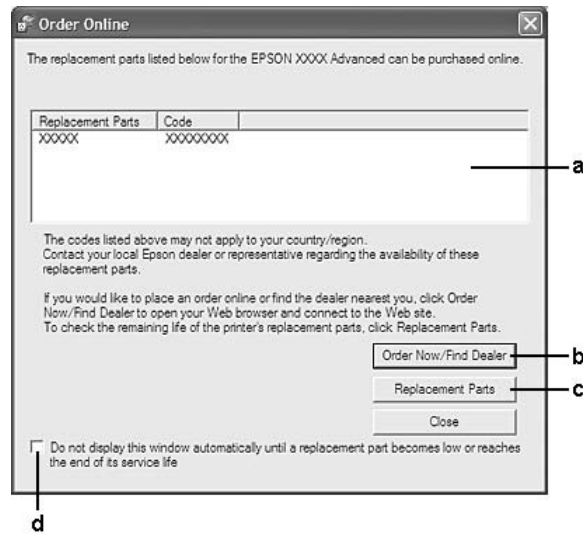 Order Online
The replacement parts listed below for the EPSON XXXX Advanced can be purchased online.
Replacement Parts Code
XXXXX XXXXXXXX
a
The codes listed above may not apply to your country/region.
Contact your local Epson dealer or representative regarding the availability of these
replacement parts.
If you would like to place an order online or find the dealer nearest you, click Order
Now/Find Dealer to open your Web browser and connect to the Web site.
To check the remaining life of the printer's replacement parts, click Replacement Parts.
Order Now/Find Dealer b
Replacement Parts c
Close
Do not display this window automatically until a replacement part becomes low or reaches
the end of its service life
d